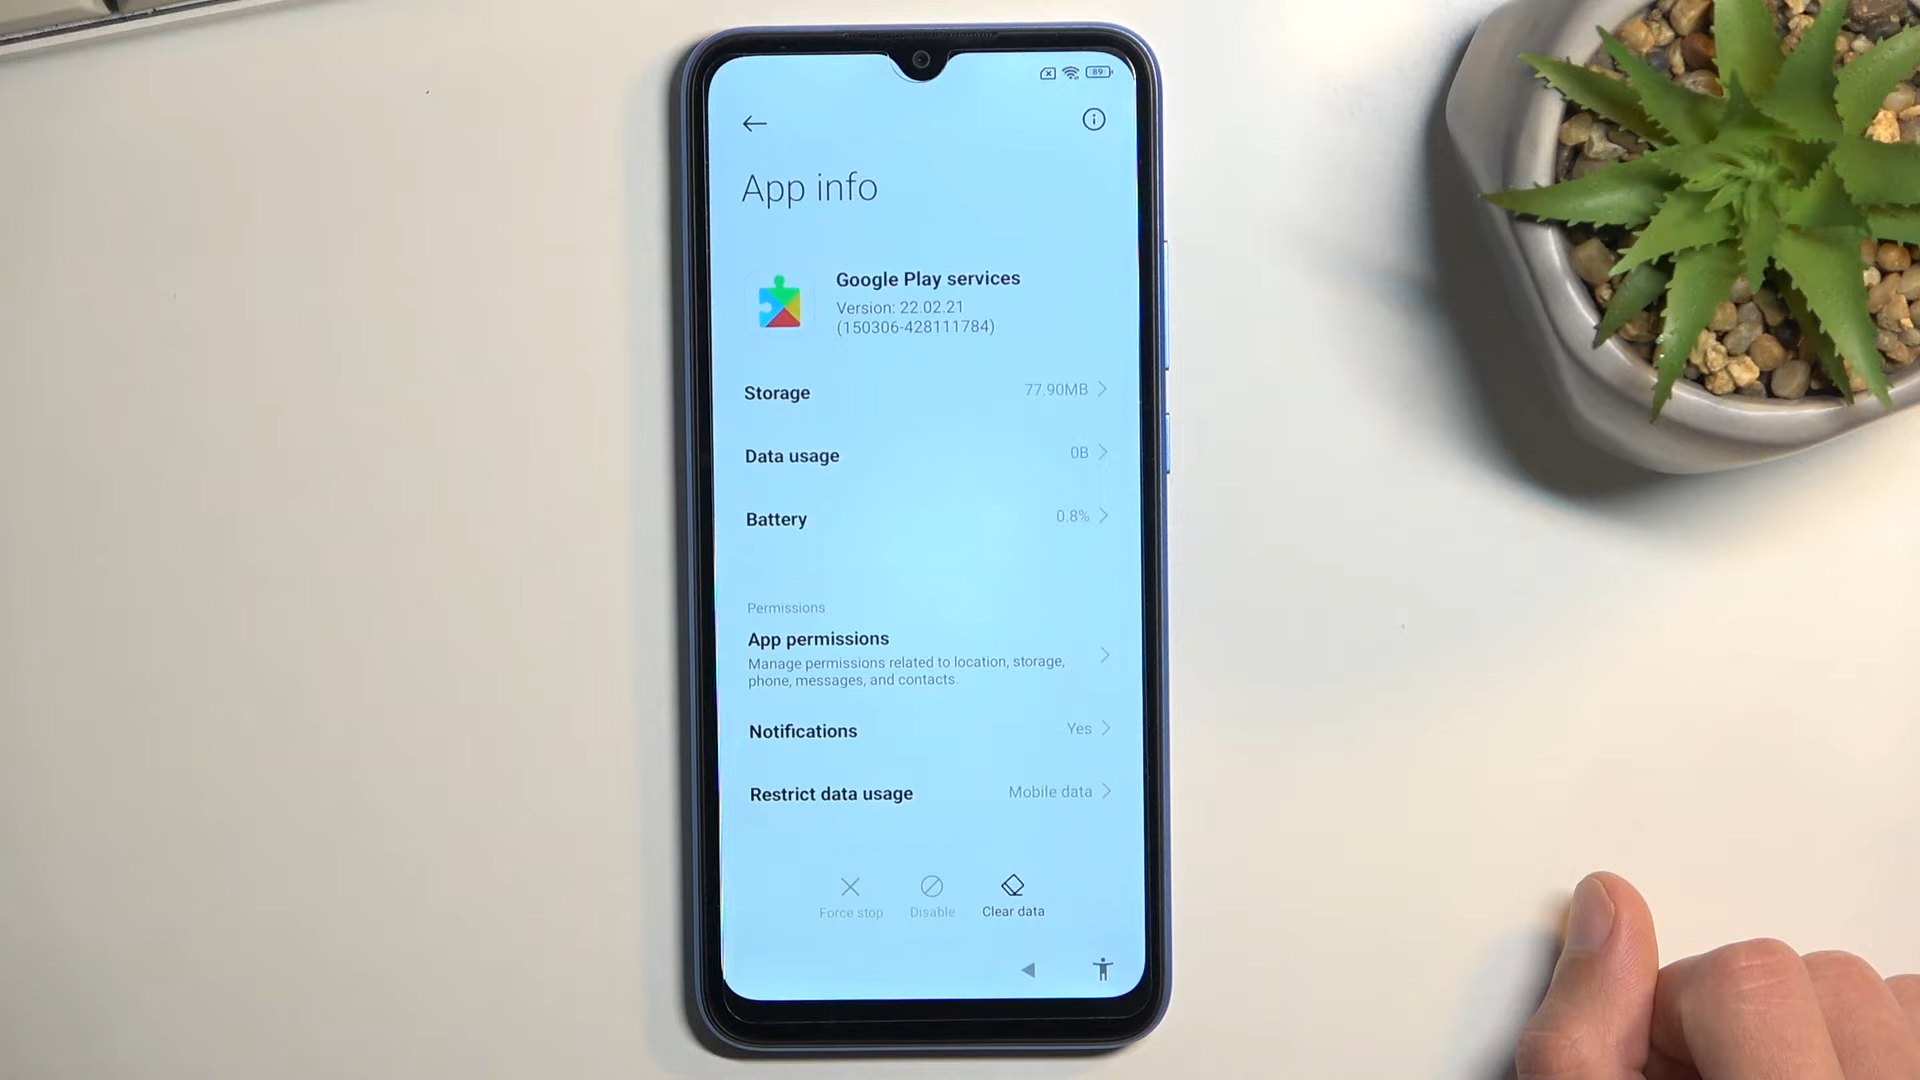 89
App info
Google Play services
Version: 22.02.21
(150306-428111784)
Storage 77.90MB
Data usage 0B
Battery 0.8%
Permissions
App permissions
Manage permissions related to location, storage,
phone, messages, and contacts.
Notifications Yes
Restrict data usage Mobile data
Force stop Disable Clear data